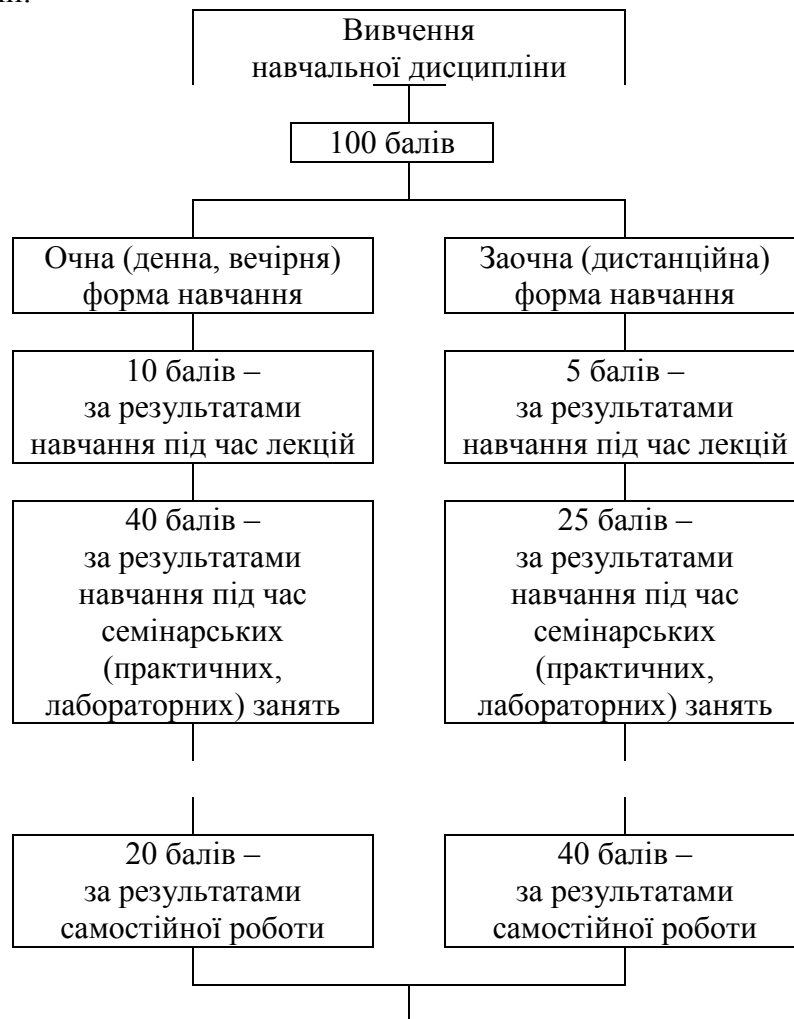 Вивчення
навчальної дисципліни
100 балів
Очна (денна, вечірня)
форма навчання
Заочна (дистанційна)
форма навчання
10 балів –
за результатами
навчання під час лекцій
5 балів –
за результатами
навчання під час лекцій
40 балів –
за результатами
навчання під час
семінарських
(практичних,
лабораторних) занять
25 балів –
за результатами
навчання під час
семінарських
(практичних,
лабораторних) занять
20 балів –
за результатами
самостійної роботи
40 балів –
за результатами
самостійної роботи